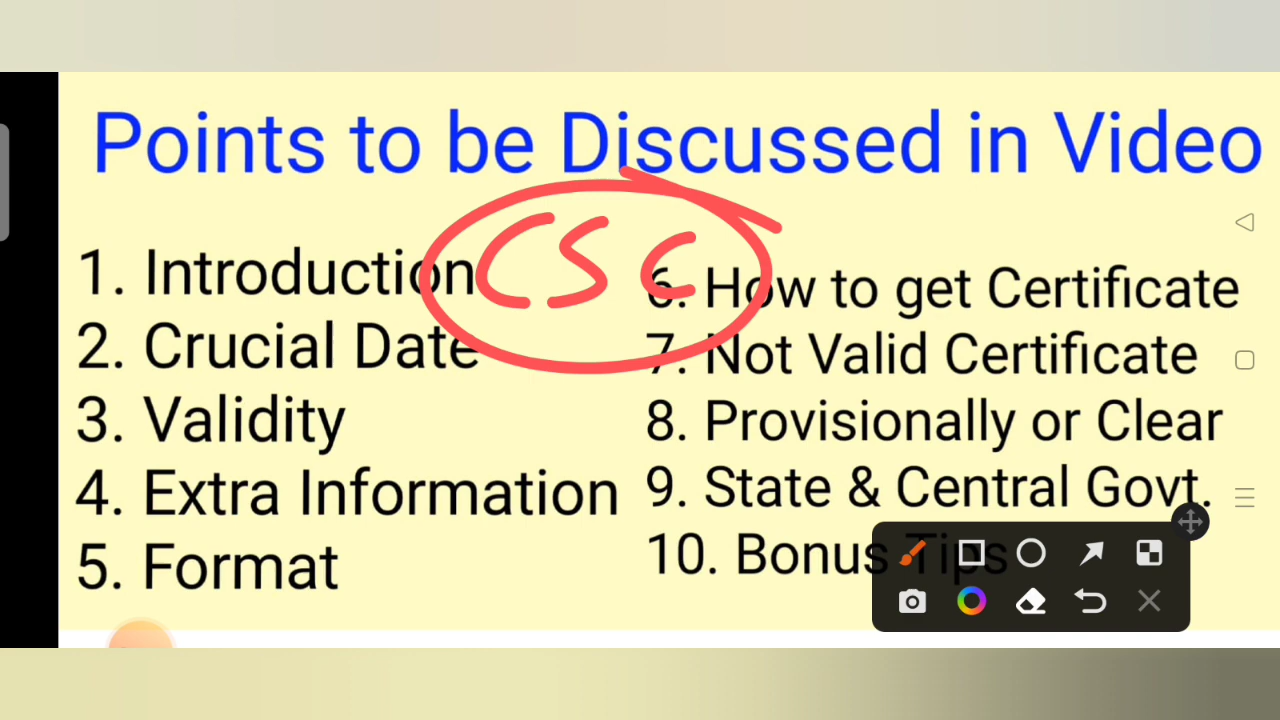 Points to be Discussed in Video
CSC
1. Introduction
2. Crucial Date
3. Validity
4. Extra Information
5. Format
6. How to get Certificate
7. Not Valid Certificate
8. Provisionally or Clear
9. State & Central Govt.
10. Bonus Tips